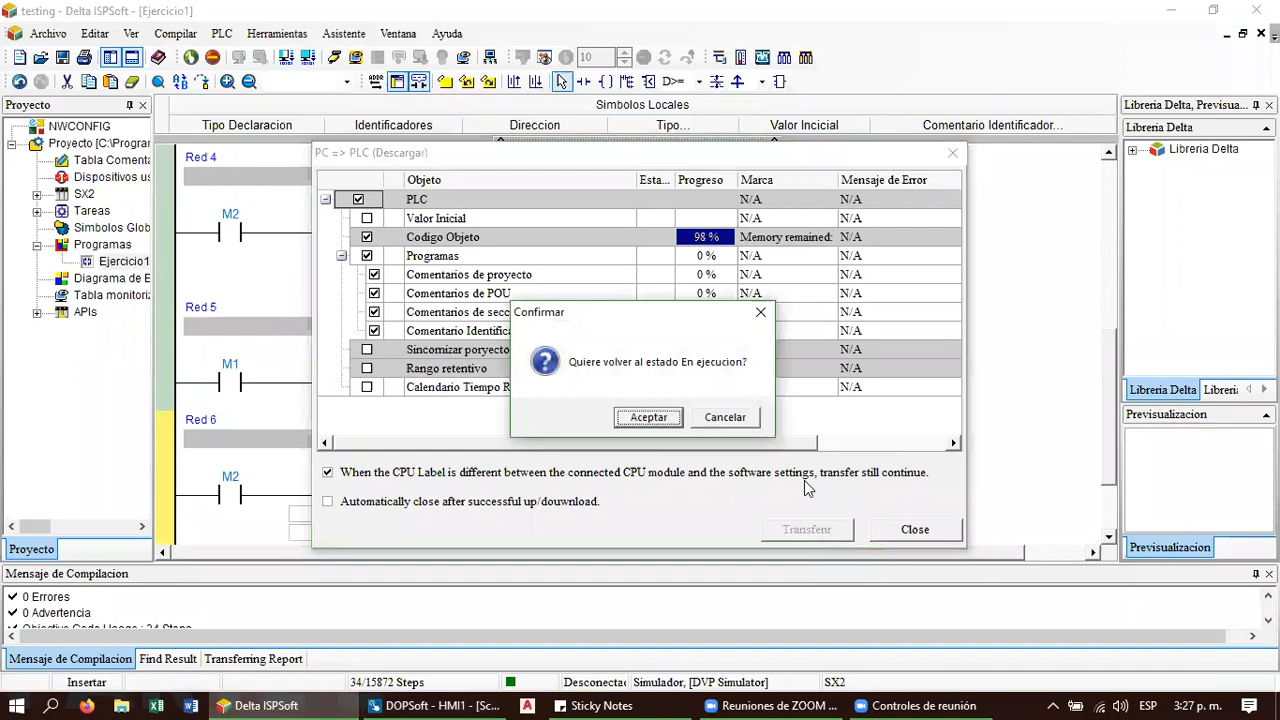 testing - Delta ISPSoft - [Ejercicio1]
Archivo Editar Ver Compilar PLC Herramientas Asistente Ventana Ayuda
10
D>=
Proyecto
NWCONFIG
Proyecto [C:\Program
Tabla Comenta
Dispositivos us
SX2
Tareas
Simbolos Glob
Programas
Ejercicio1
Diagrama de E
Tabla monitoriz
APIs
Proyecto
Simbolos Locales
Tipo Declaracion Identificadores Direccion Tipo... Valor Inicial Comentario Identificador...
Red 4
M2
Red 5
M1
Red 6
M2
PC => PLC (Descargar)
Objeto Esta... Progreso Marca Mensaje de Error
PLC N/A N/A
Valor Inicial N/A N/A
Codigo Objeto 98 % Memory remained: N/A
Programas 0 % N/A N/A
Comentarios de proyecto 0 % N/A N/A
Comentarios de POU 0 % N/A N/A
Comentarios de secc N/A
Comentario Identifica N/A
Sincornizar poryecto N/A
Rango retentivo N/A
Calendario Tiempo R N/A
Confirmar
Quiere volver al estado En ejecucion?
Aceptar Cancelar
When the CPU Label is different between the connected CPU module and the software settings, transfer still continue.
Automatically close after successful up/douwnload.
Transferir Close
Libreria Delta, Previsua...
Libreria Delta
Libreria Delta
Libreria Delta Libreri
Previsualizacion
Previsualizacion
Mensaje de Compilacion
0 Errores
0 Advertencia
Mensaje de Compilacion Find Result Transferring Report
Insertar 34/15872 Steps Desconecta Simulador, [DVP Simulator] SX2
Delta ISPSoft DOPSoft - HMI1 - [Sc... Sticky Notes Reuniones de ZOOM ... Controles de reunión ESP 3:27 p. m.